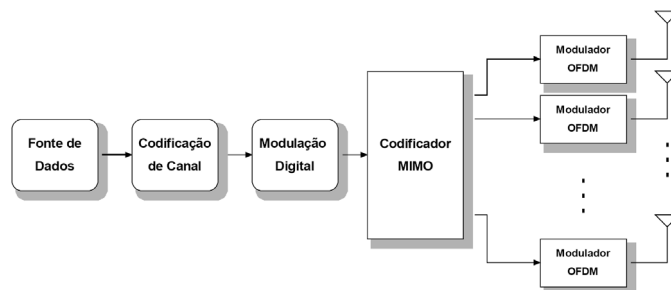 Fonte de
Dados
Codificação
de Canal
Modulação
Digital
Codificador
MIMO
Modulador
OFDM
Modulador
OFDM
Modulador
OFDM